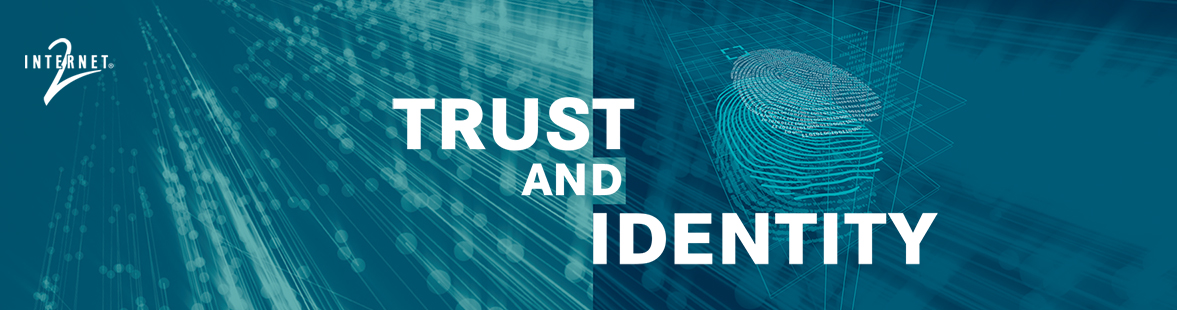 INTERNET®
2
TRUST
AND
IDENTITY